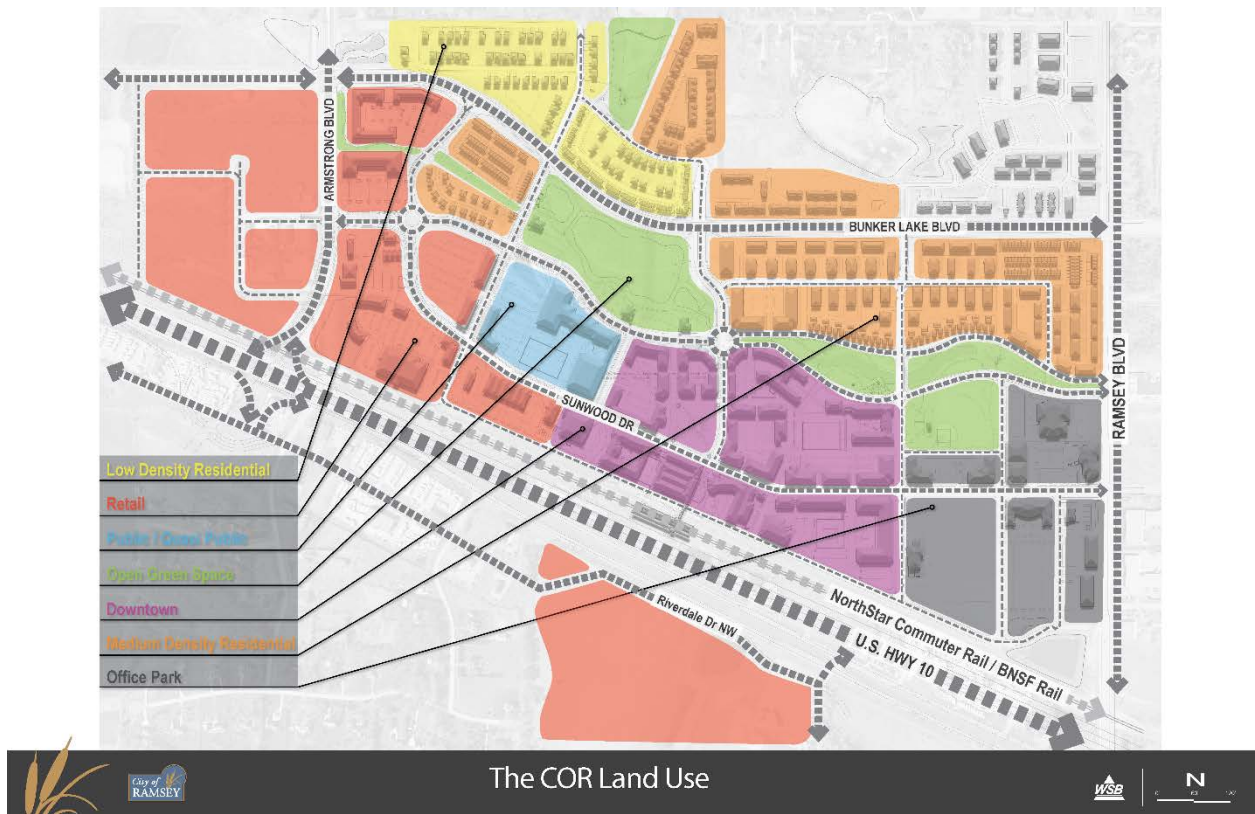 ARMSTRONG BLVD
BUNKER LAKE BLVD
RAMSEY BLVD
SUNWOOD DR
Low Density Residential
Retail
Public / Quasi Public
Open Green Space
Downtown
Medium Density Residential
Office Park
Riverdale Dr NW
NorthStar Commuter Rail / BNSF Rail
U.S. HWY 10
City of
RAMSEY
The COR Land Use
WSB
N